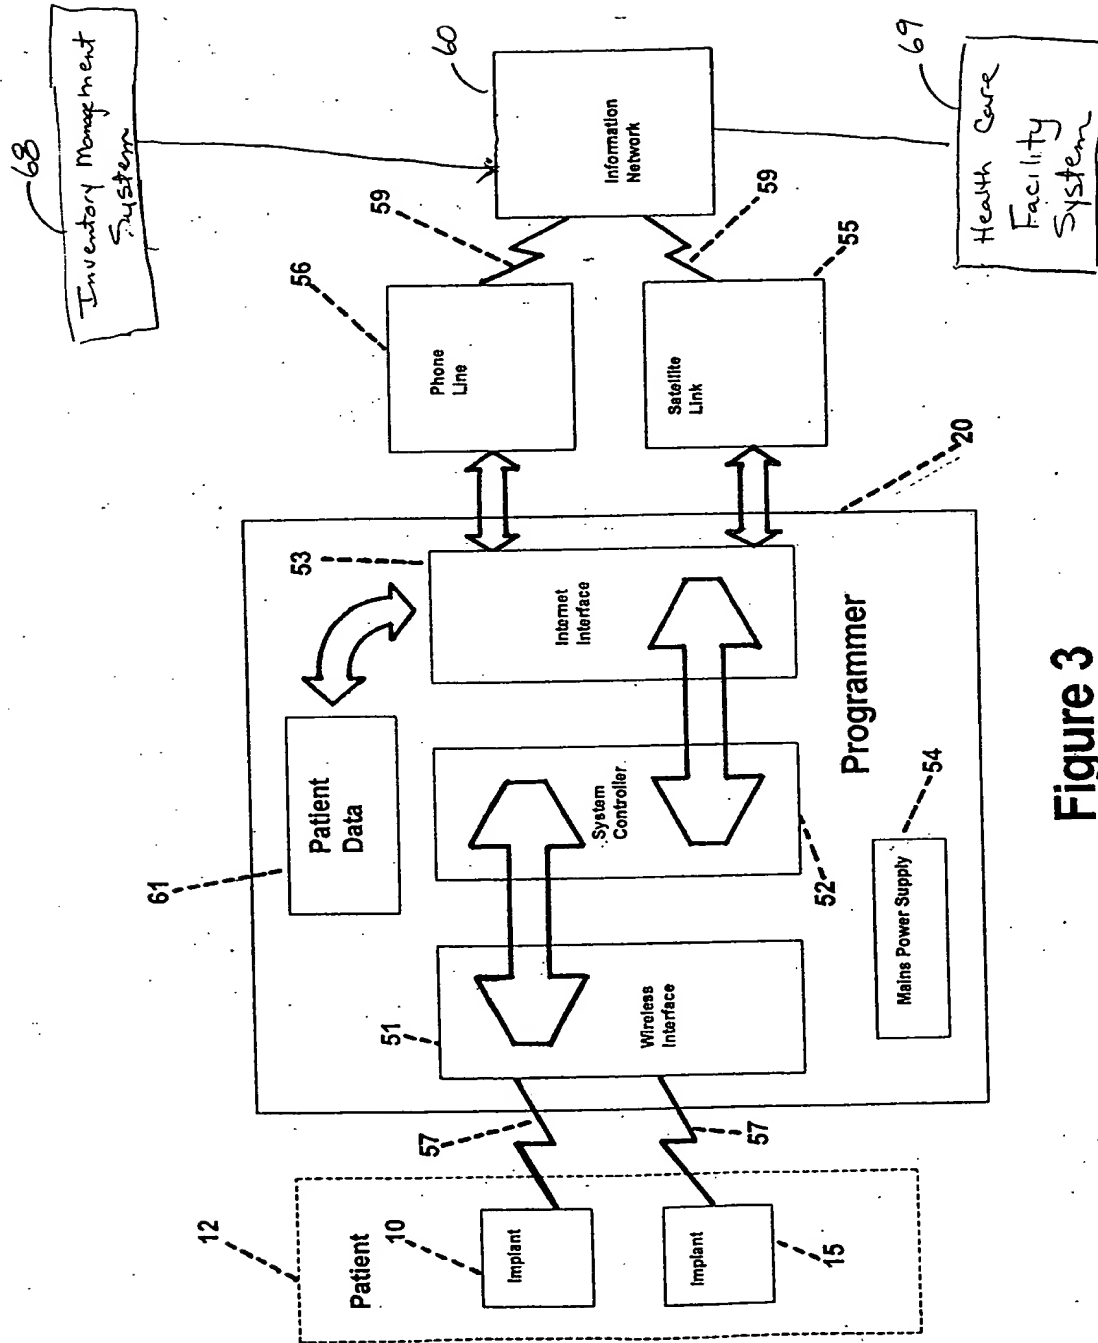 68
Inventory Management
System
60
Information
Network
69
Health Care
Facility
System
59
59
56
Phone
Line
55
Satellite
Link
20
53
Internet
Interface
61
Patient
Data
System
Controller
52
Programmer
54
Mains Power Supply
51
Wireless
Interface
57
57
12
Patient
10
Implant
15
Implant
Figure 3